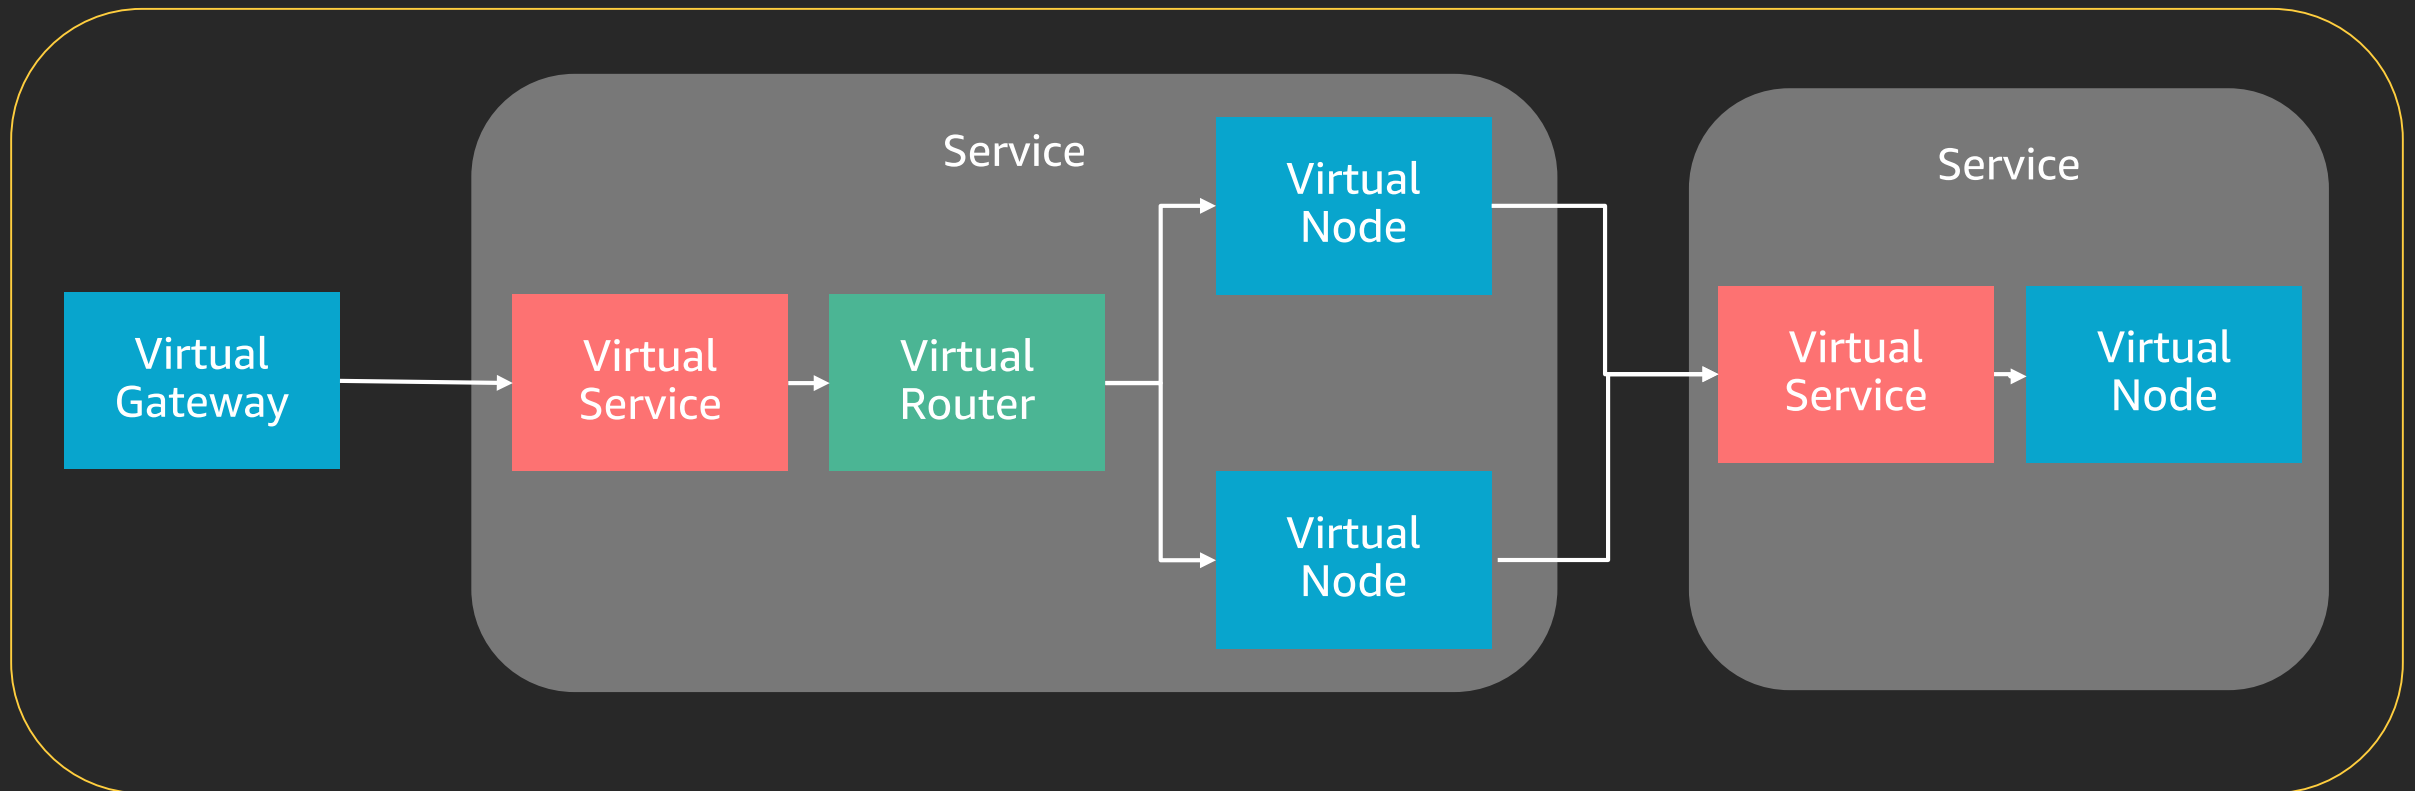 Service
Virtual
Node
Service
Virtual
Gateway
Virtual
Service
Virtual
Router
Virtual
Service
Virtual
Node
Virtual
Node